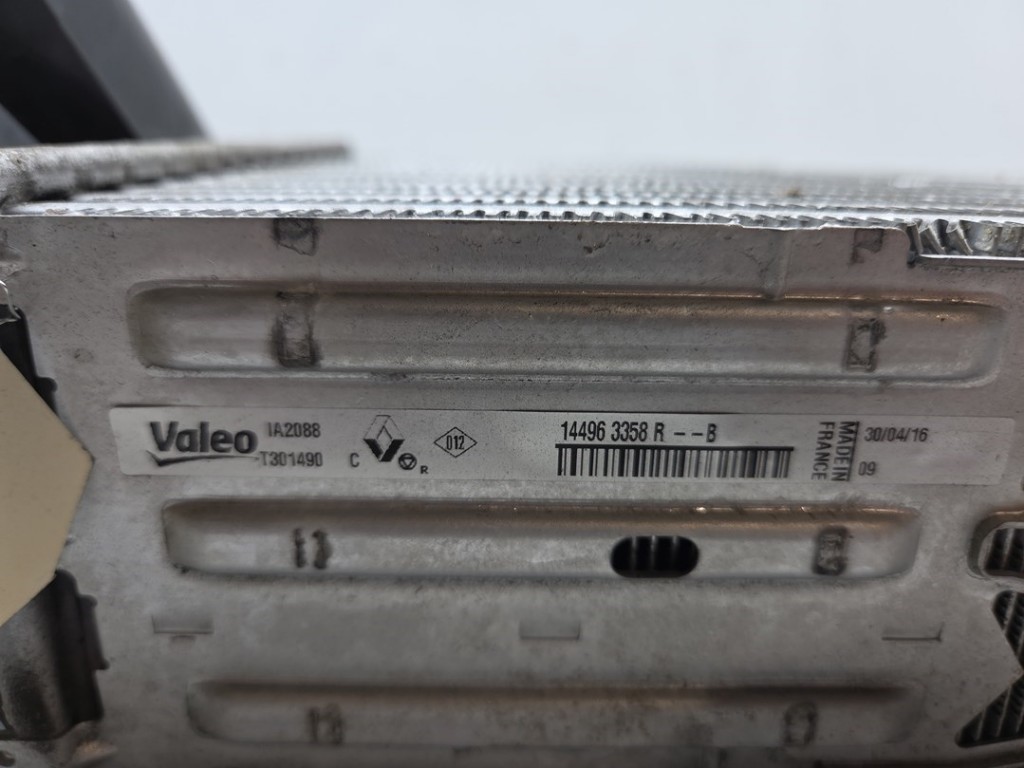 Valeo IA2088
T301490
C R
D12
14496 3358 R -- B
MADE IN
FRANCE
30/04/16
09